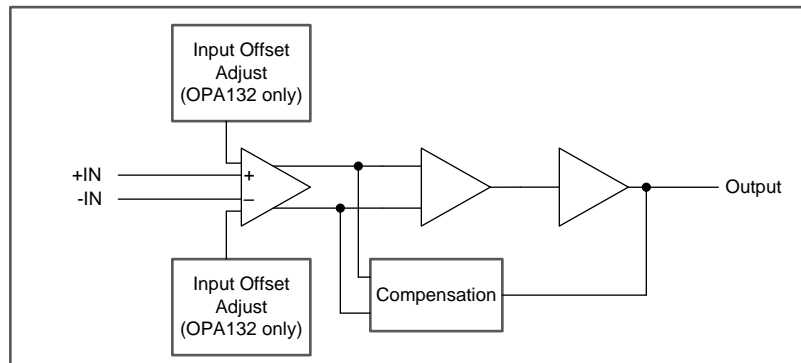 Input Offset
Adjust
(OPA132 only)
+IN
-IN
+
–
Output
Input Offset
Adjust
(OPA132 only)
Compensation